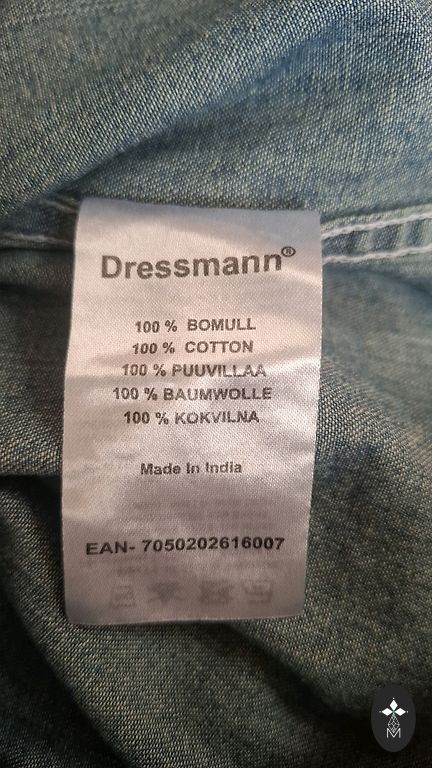 Dressmann®
100 % BOMULL
100 % COTTON
100 % PUUVILLAA
100 % BAUMWOLLE
100 % KOKVILNA
Made In India
EAN- 7050202616007